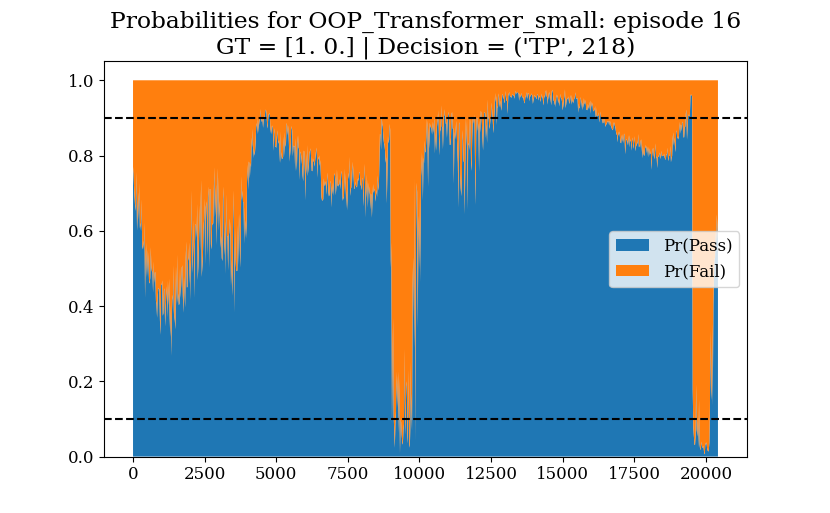 Probabilities for OOP_Transformer_small: episode 16
GT = [1. 0.] | Decision = ('TP', 218)
1.0
0.8
0.6
0.4
0.2
0.0
Pr(Pass)
Pr(Fail)
0 2500 5000 7500 10000 12500 15000 17500 20000